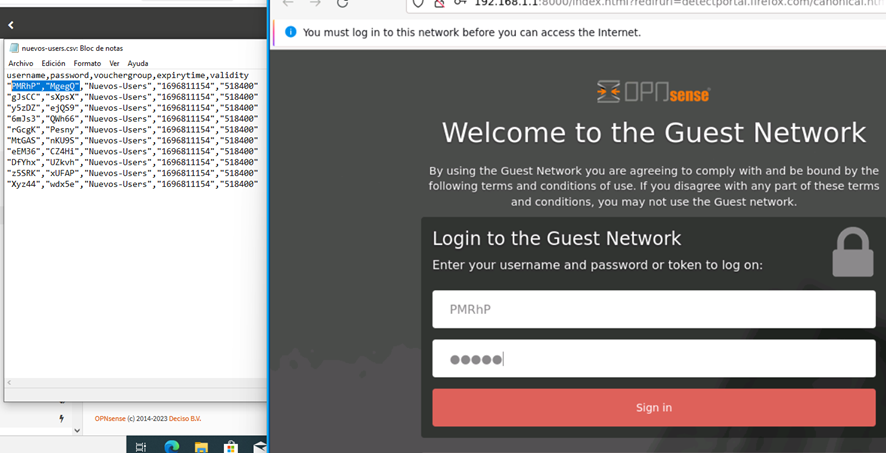 nuevos-users.csv: Bloc de notas
Archivo Edición Formato Ver Ayuda
username,password,vouchergroup,expirytime,validity
"PMRhP","MgegQ","Nuevos-Users","1696811154","518400"
"gJsCC","sXpsX","Nuevos-Users","1696811154","518400"
"y5zDZ","ejQS9","Nuevos-Users","1696811154","518400"
"6mJs3","QWh66","Nuevos-Users","1696811154","518400"
"rGcgK","Pesny","Nuevos-Users","1696811154","518400"
"MtGAS","nKU9S","Nuevos-Users","1696811154","518400"
"eEM36","CZ4Hi","Nuevos-Users","1696811154","518400"
"DfYhx","UZkvh","Nuevos-Users","1696811154","518400"
"z5SRK","xUFAP","Nuevos-Users","1696811154","518400"
"Xyz44","wdx5e","Nuevos-Users","1696811154","518400"
OPNsense (c) 2014-2023 Deciso B.V.
192.168.1.1:8000/index.html?redirurl=detectportal.firefox.com/canonical.htm
You must log in to this network before you can access the Internet.
OPNsense
Welcome to the Guest Network
By using the Guest Network you are agreeing to comply with and be bound by the
following terms and conditions of use. If you disagree with any part of these terms
and conditions, you may not use the Guest network.
Login to the Guest Network
Enter your username and password or token to log on:
PMRhP
Sign in